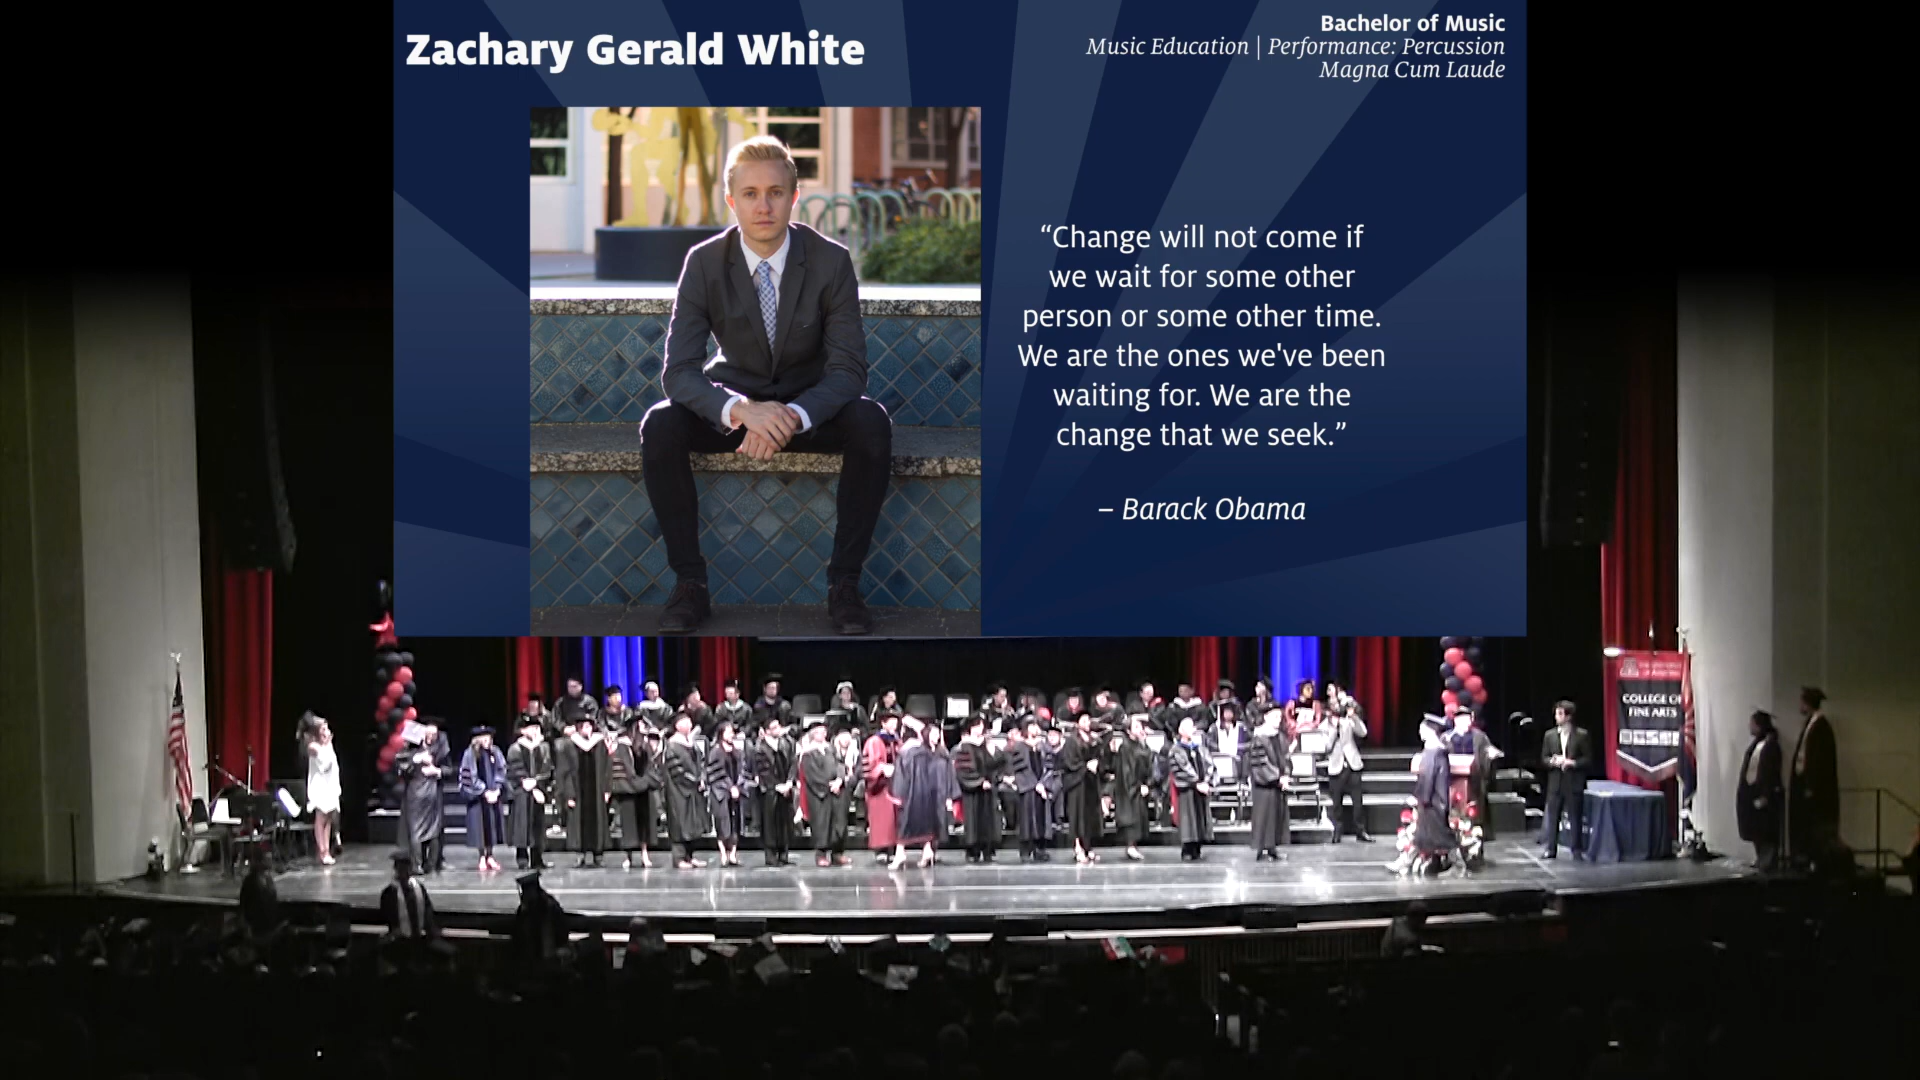 Zachary Gerald White
Bachelor of Music
Music Education | Performance: Percussion
Magna Cum Laude
“Change will not come if
we wait for some other
person or some other time.
We are the ones we've been
waiting for. We are the
change that we seek.”
– Barack Obama
COLLEGE OF
FINE ARTS